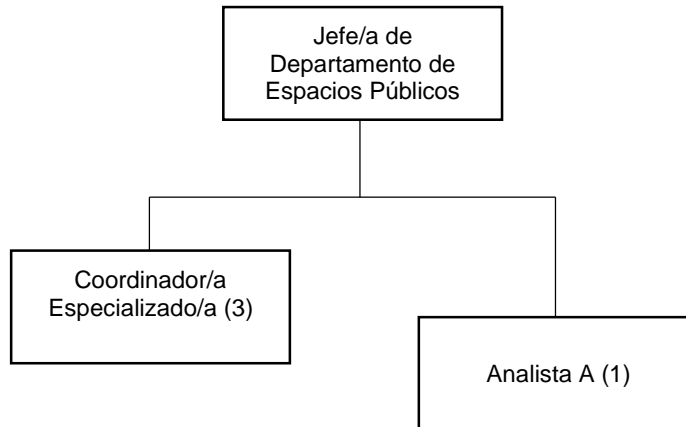 Jefe/a de
Departamento de
Espacios Públicos
Coordinador/a
Especializado/a (3)
Analista A (1)